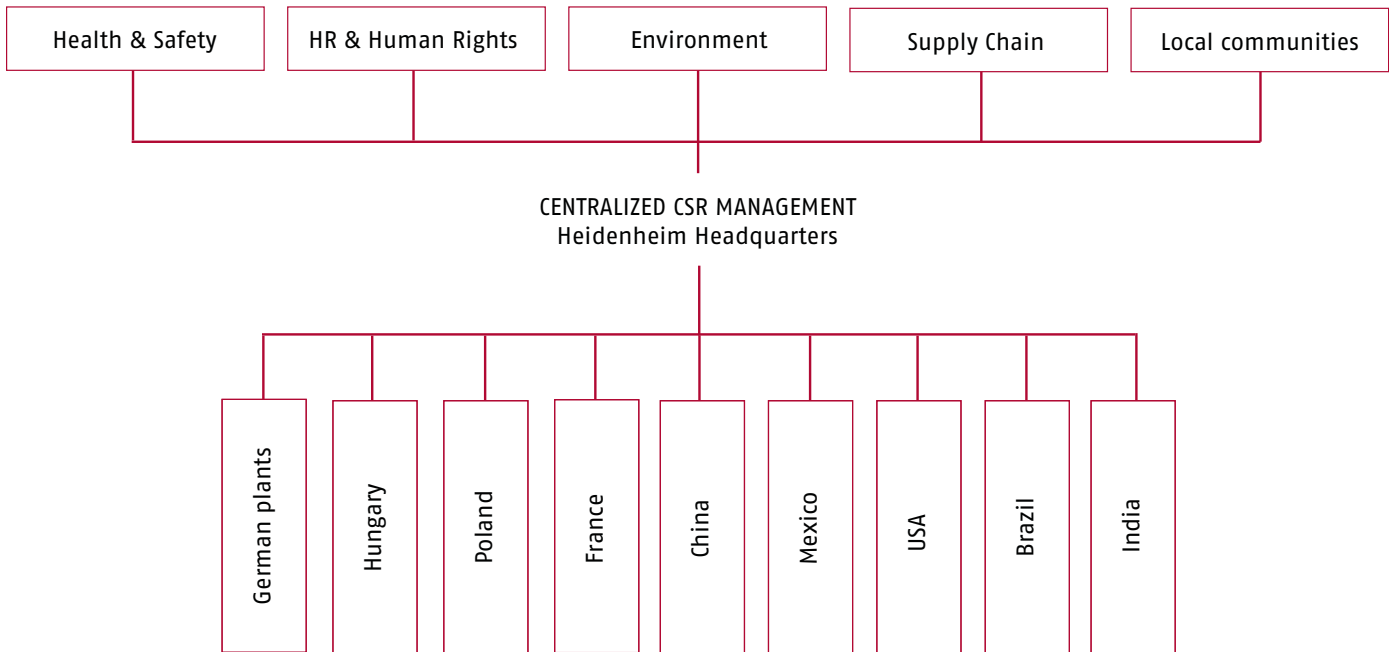 Health & Safety
HR & Human Rights
Environment
Supply Chain
Local communities
CENTRALIZED CSR MANAGEMENT
Heidenheim Headquarters
German plants
Hungary
Poland
France
China
Mexico
USA
Brazil
India